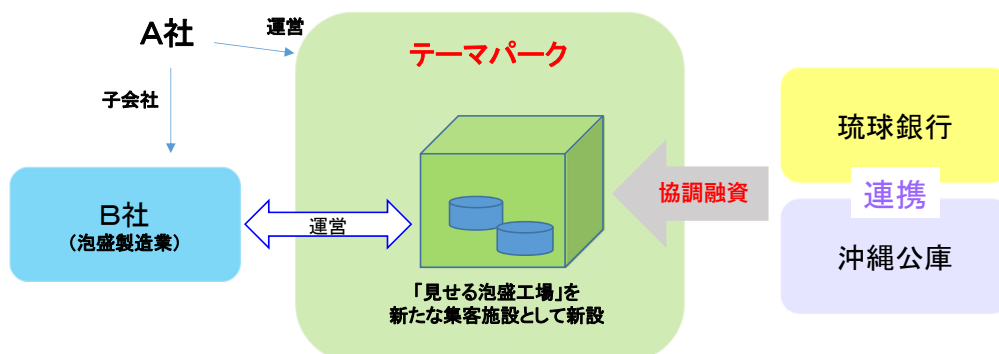 A社
運営
テーマパーク
子会社
B社
(泡盛製造業)
運営
「見せる泡盛工場」を
新たな集客施設として新設
協調融資
琉球銀行
連携
沖縄公庫